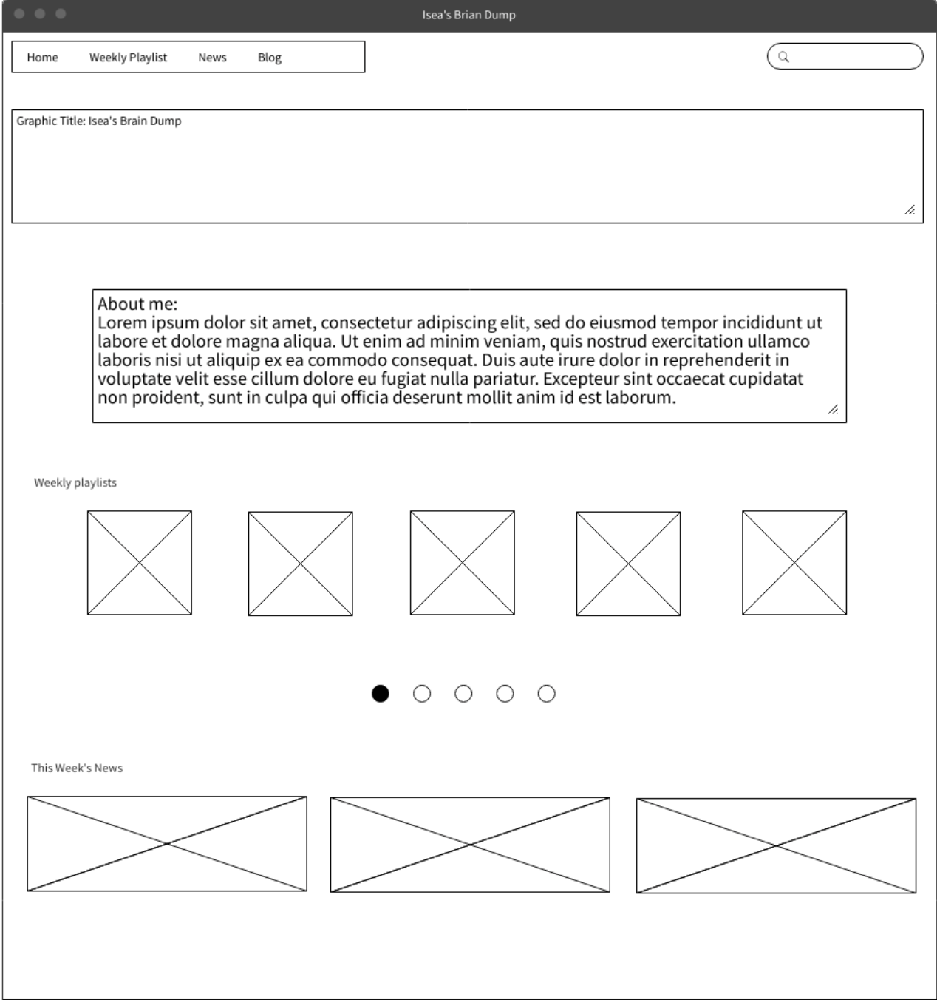 Isea's Brian Dump
Home Weekly Playlist News Blog
Graphic Title: Isea's Brain Dump
About me:
Lorem ipsum dolor sit amet, consectetur adipiscing elit, sed do eiusmod tempor incididunt ut
labore et dolore magna aliqua. Ut enim ad minim veniam, quis nostrud exercitation ullamco
laboris nisi ut aliquip ex ea commodo consequat. Duis aute irure dolor in reprehenderit in
voluptate velit esse cillum dolore eu fugiat nulla pariatur. Excepteur sint occaecat cupidatat
non proident, sunt in culpa qui officia deserunt mollit anim id est laborum.
Weekly playlists
This Week's News